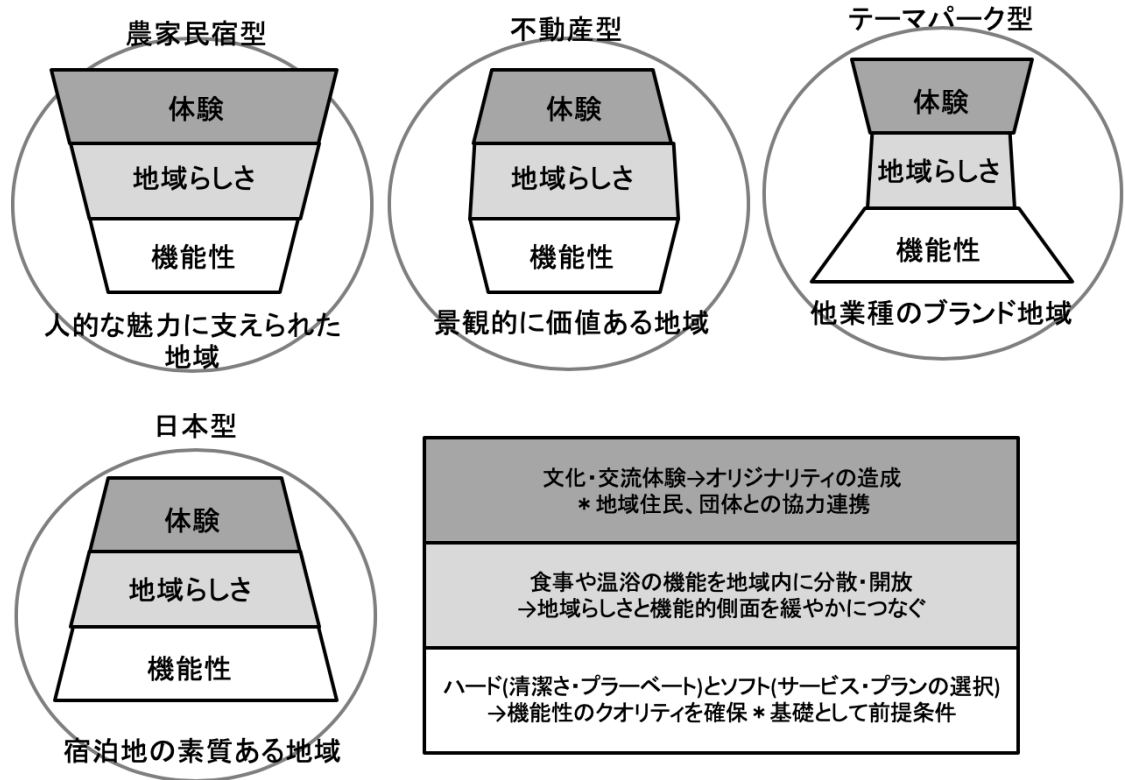 農家民宿型
体験
地域らしさ
機能性
人的な魅力に支えられた
地域
不動産型
体験
地域らしさ
機能性
景観的に価値ある地域
テーマパーク型
体験
地域らしさ
機能性
他業種のブランド地域
日本型
体験
地域らしさ
機能性
宿泊地の素質ある地域
文化・交流体験→オリジナリティの造成
＊地域住民、団体との協力連携
食事や温浴の機能を地域内に分散・開放
→地域らしさと機能的側面を緩やかにつなぐ
ハード(清潔さ・プラーベート)とソフト(サービス・プランの選択)
→機能性のクオリティを確保＊基礎として前提条件